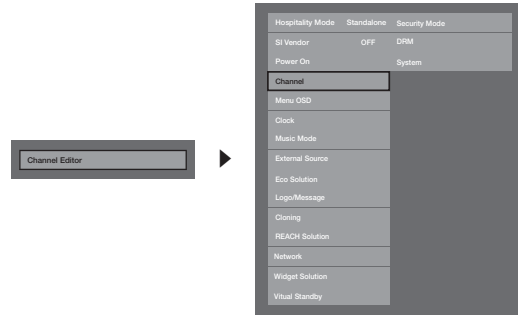 Channel Editor
Hospitality Mode Standalone Security Mode
SI Vendor OFF DRM
Power On System
Channel
Menu OSD
Clock
Music Mode
External Source
Eco Solution
Logo/Message
Cloning
REACH Solution
Network
Widget Solution
Vitual Standby